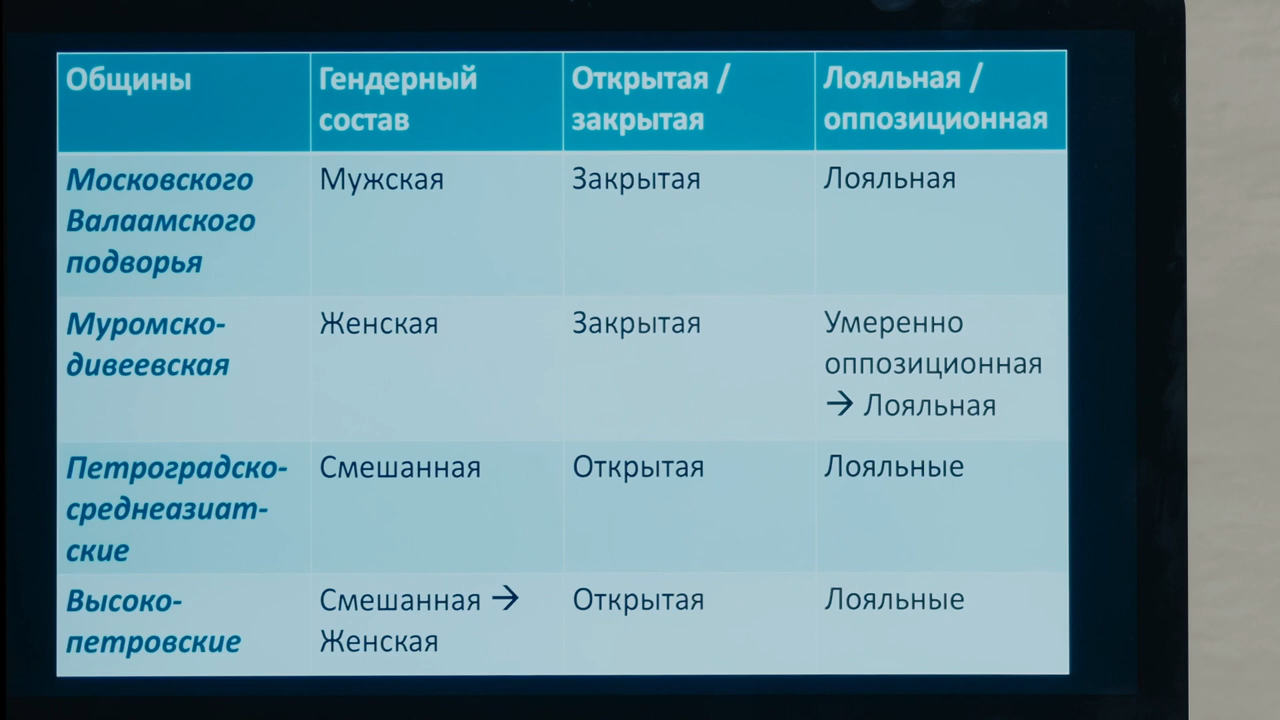 Общины
Гендерный
состав
Открытая /
закрытая
Лояльная /
оппозиционная
Московского
Валаамского
подворья
Мужская
Закрытая
Лояльная
Муромско-
дивеевская
Женская
Закрытая
Умеренно
оппозиционная
→ Лояльная
Петроградско-
среднеазиат-
ские
Смешанная
Открытая
Лояльные
Высоко-
петровские
Смешанная →
Женская
Открытая
Лояльные